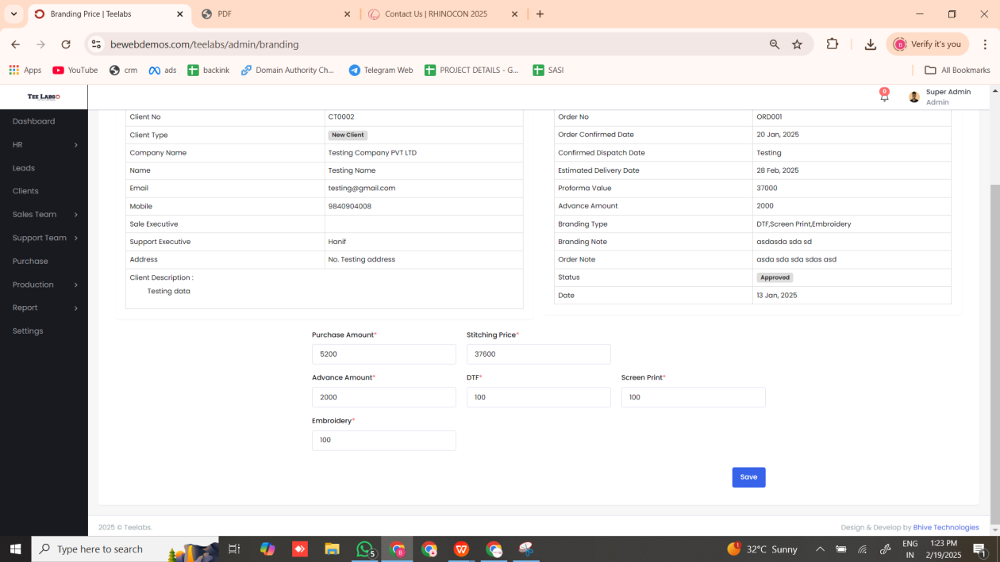 Branding Price | Teelabs
PDF
Contact Us | RHINOCON 2025
bewebdemos.com/teelabs/admin/branding
Verify it's you
Apps
YouTube
crm
ads
backink
Domain Authority Ch...
Telegram Web
PROJECT DETAILS - G...
SASI
All Bookmarks
TEE LABS
0
Super Admin
Admin
Dashboard
HR
Leads
Clients
Sales Team
Support Team
Purchase
Production
Report
Settings
Client No CT0002
Client Type New Client
Company Name Testing Company PVT LTD
Name Testing Name
Email testing@gmail.com
Mobile 9840904008
Sale Executive
Support Executive Hanif
Address No. Testing address
Client Description :
Testing data
Order No ORD001
Order Confirmed Date 20 Jan, 2025
Confirmed Dispatch Date Testing
Estimated Delivery Date 28 Feb, 2025
Proforma Value 37000
Advance Amount 2000
Branding Type DTF,Screen Print,Embroidery
Branding Note asdasda sda sd
Order Note asda sda sda sdas asd
Status Approved
Date 13 Jan, 2025
Purchase Amount* Stitching Price*
5200 37600
Advance Amount* DTF* Screen Print*
2000 100 100
Embroidery*
100
Save
2025 © Teelabs.
Design & Develop by Bhive Technologies
Type here to search
5
32°C Sunny
ENG
IN
1:23 PM
2/19/2025
1